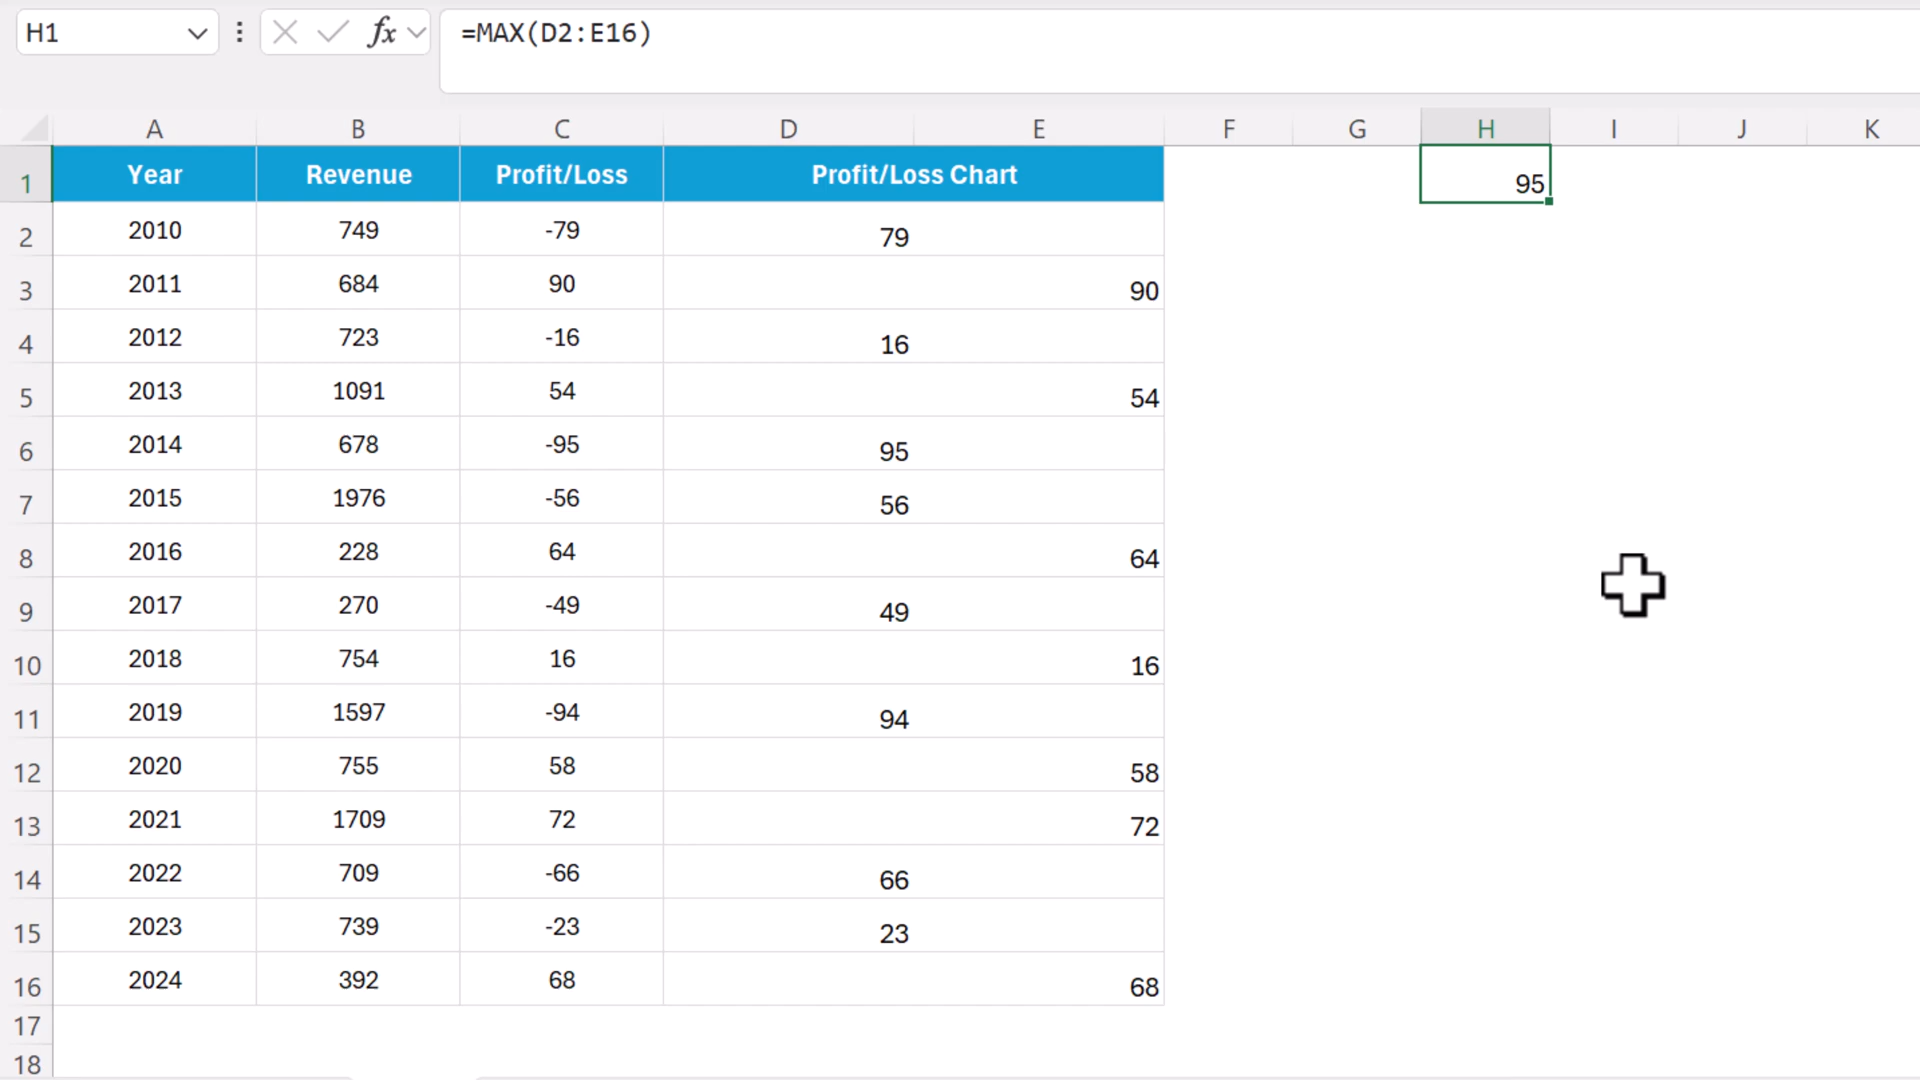 H1 fx =MAX(D2:E16)
A B C D E F G H I J K
1 Year Revenue Profit/Loss Profit/Loss Chart 95
2 2010 749 -79 79
3 2011 684 90 90
4 2012 723 -16 16
5 2013 1091 54 54
6 2014 678 -95 95
7 2015 1976 -56 56
8 2016 228 64 64
9 2017 270 -49 49
10 2018 754 16 16
11 2019 1597 -94 94
12 2020 755 58 58
13 2021 1709 72 72
14 2022 709 -66 66
15 2023 739 -23 23
16 2024 392 68 68
17
18